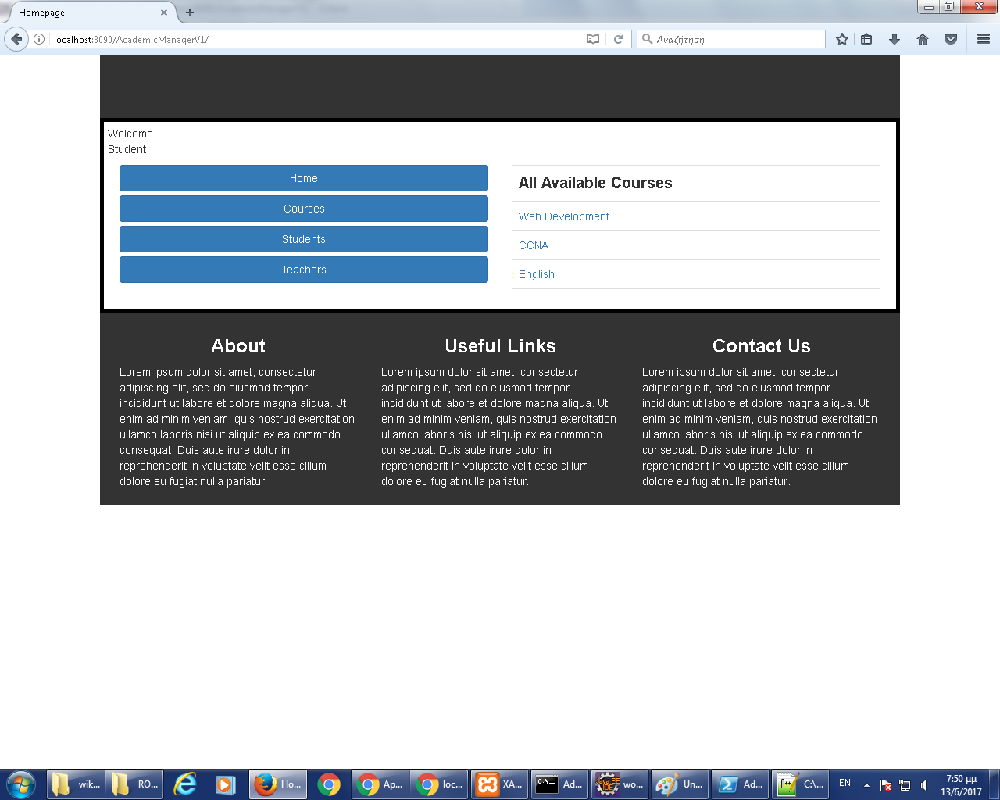 Homepage
localhost:8090/AcademicManagerV1/
Αναζήτηση
Welcome
Student
Home
Courses
Students
Teachers
All Available Courses
Web Development
CCNA
English
About
Lorem ipsum dolor sit amet, consectetur
adipiscing elit, sed do eiusmod tempor
incididunt ut labore et dolore magna aliqua. Ut
enim ad minim veniam, quis nostrud exercitation
ullamco laboris nisi ut aliquip ex ea commodo
consequat. Duis aute irure dolor in
reprehenderit in voluptate velit esse cillum
dolore eu fugiat nulla pariatur.
Useful Links
Lorem ipsum dolor sit amet, consectetur
adipiscing elit, sed do eiusmod tempor
incididunt ut labore et dolore magna aliqua. Ut
enim ad minim veniam, quis nostrud exercitation
ullamco laboris nisi ut aliquip ex ea commodo
consequat. Duis aute irure dolor in
reprehenderit in voluptate velit esse cillum
dolore eu fugiat nulla pariatur.
Contact Us
Lorem ipsum dolor sit amet, consectetur
adipiscing elit, sed do eiusmod tempor
incididunt ut labore et dolore magna aliqua. Ut
enim ad minim veniam, quis nostrud exercitation
ullamco laboris nisi ut aliquip ex ea commodo
consequat. Duis aute irure dolor in
reprehenderit in voluptate velit esse cillum
dolore eu fugiat nulla pariatur.
wik... RO... Ho... Ap... loc... XA... Ad... Java EE IDE wo... Un... Ad... C:\... EN 7:50 μμ
13/6/2017